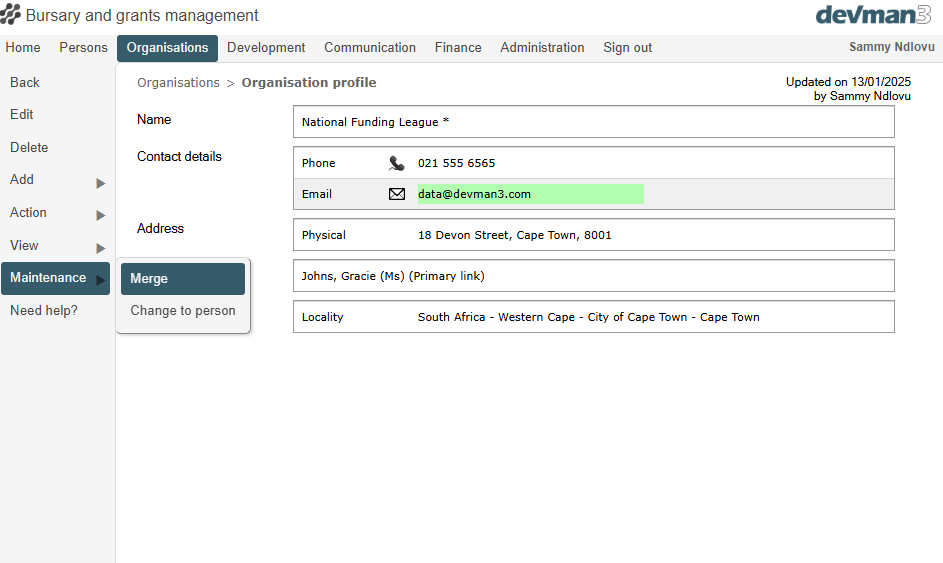 Bursary and grants management
devman3
Home Persons Organisations Development Communication Finance Administration Sign out Sammy Ndlovu
Back
Edit
Delete
Add
Action
View
Maintenance
Need help?
Merge
Change to person
Organisations > Organisation profile
Updated on 13/01/2025
by Sammy Ndlovu
Name National Funding League *
Contact details Phone 021 555 6565
Email data@devman3.com
Address Physical 18 Devon Street, Cape Town, 8001
Johns, Gracie (Ms) (Primary link)
Locality South Africa - Western Cape - City of Cape Town - Cape Town